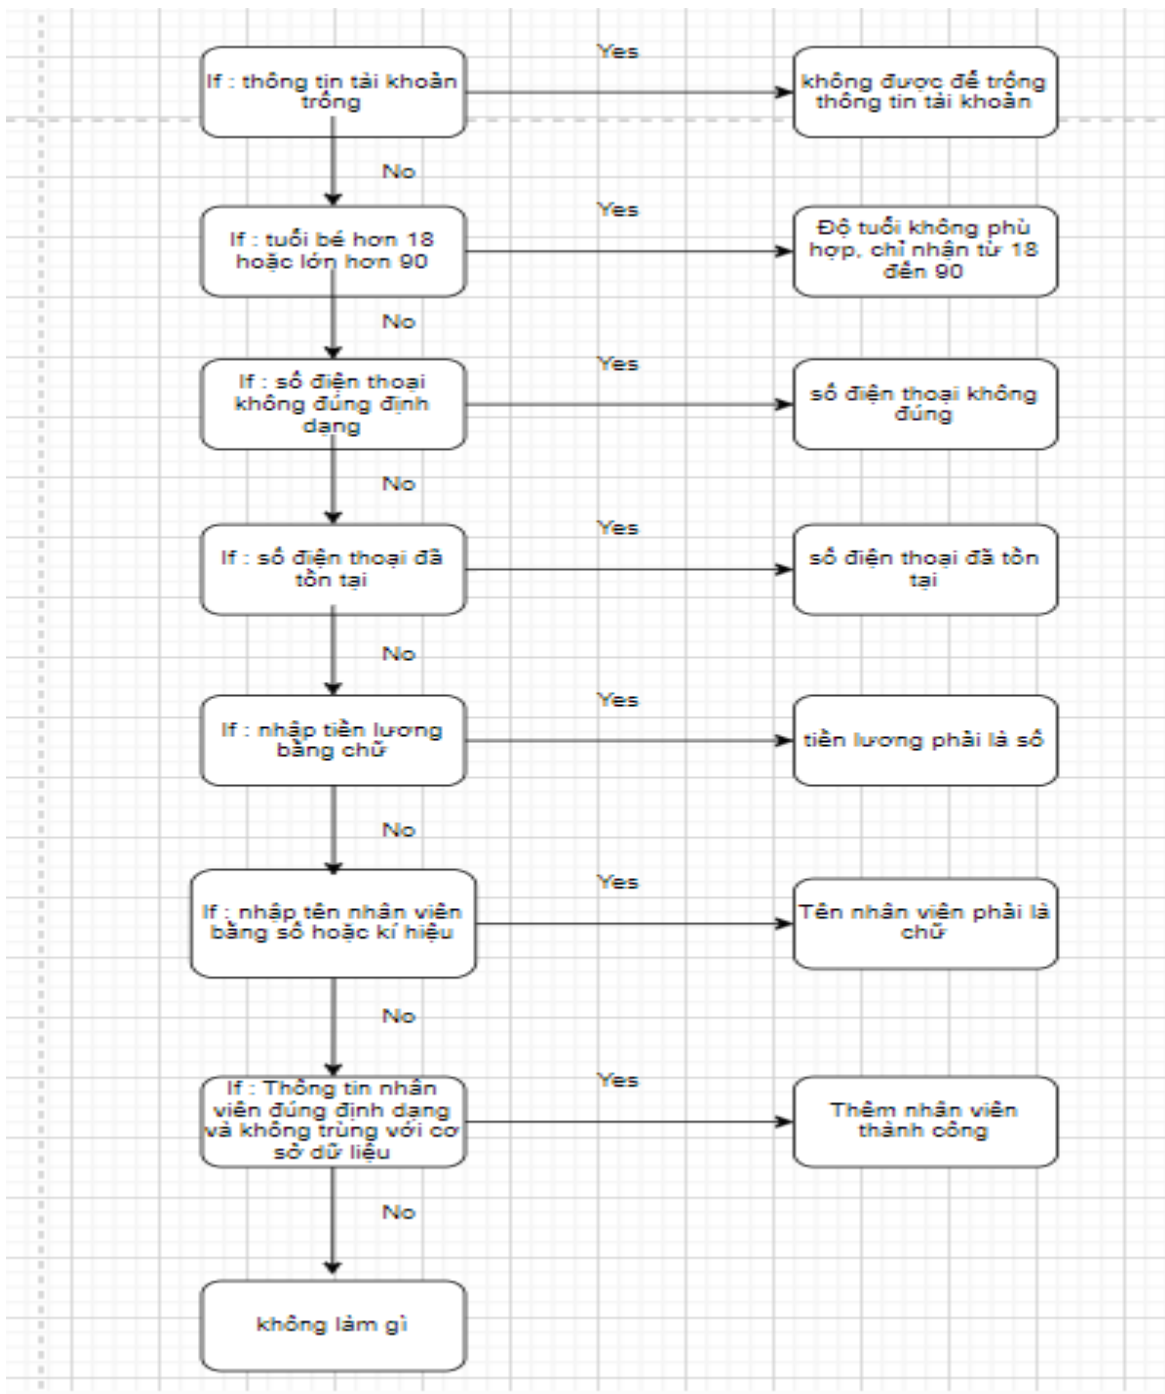 If : thông tin tài khoản
trống
Yes
không được để trống
thông tin tài khoản
No
If : tuổi bé hơn 18
hoặc lớn hơn 90
Yes
Độ tuổi không phù
hợp, chỉ nhận từ 18
đến 90
No
If : số điện thoại
không đúng định
dạng
Yes
số điện thoại không
đúng
No
If : số điện thoại đã
tồn tại
Yes
số điện thoại đã tồn
tại
No
If : nhập tiền lương
bằng chữ
Yes
tiền lương phải là số
No
If : nhập tên nhân viên
bằng số hoặc kí hiệu
Yes
Tên nhân viên phải là
chữ
No
If : Thông tin nhân
viên đúng định dạng
và không trùng với cơ
sở dữ liệu
Yes
Thêm nhân viên
thành công
No
không làm gì